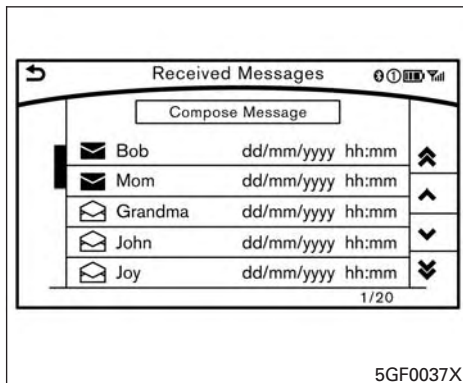 Received Messages 1
Compose Message
Bob dd/mm/yyyy hh:mm
Mom dd/mm/yyyy hh:mm
Grandma dd/mm/yyyy hh:mm
John dd/mm/yyyy hh:mm
Joy dd/mm/yyyy hh:mm
1/20
5GF0037X